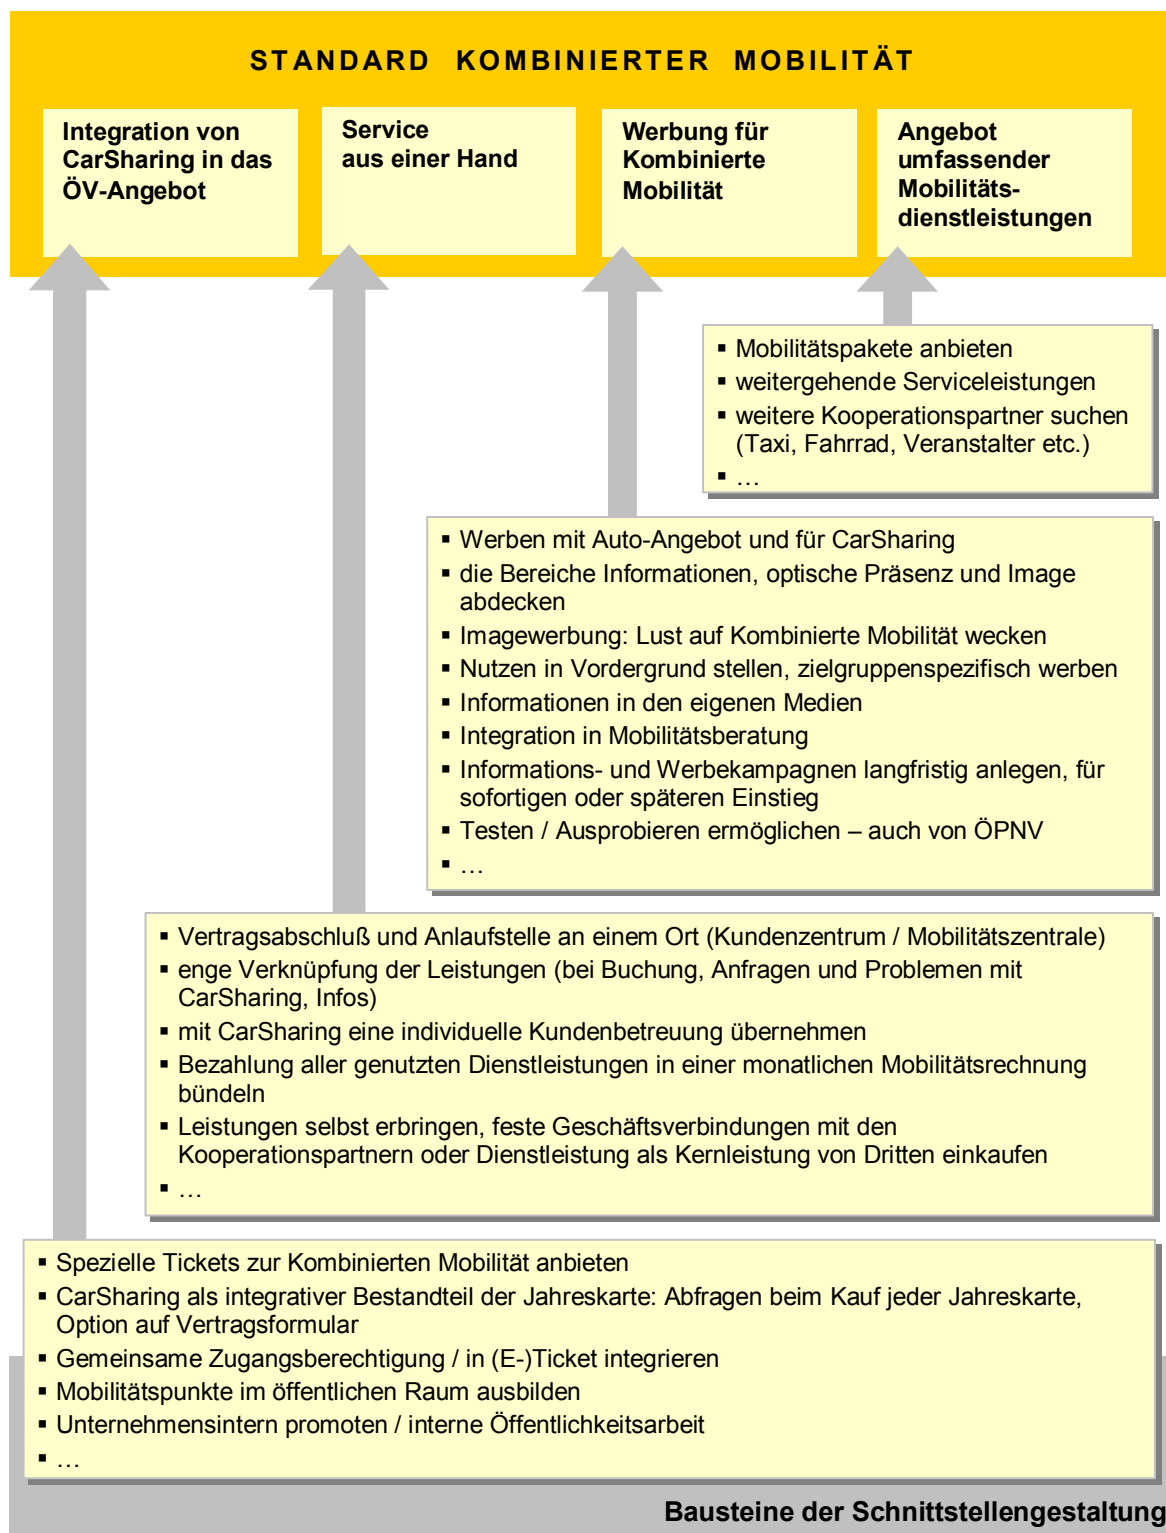 STANDARD KOMBINIERTER MOBILITÄT
Integration von
CarSharing in das
ÖV-Angebot
Service
aus einer Hand
Werbung für
Kombinierte
Mobilität
Angebot
umfassender
Mobilitäts-
dienstleistungen
▪ Mobilitätspakete anbieten
▪ weitergehende Serviceleistungen
▪ weitere Kooperationspartner suchen
(Taxi, Fahrrad, Veranstalter etc.)
▪ …
▪ Werben mit Auto-Angebot und für CarSharing
▪ die Bereiche Informationen, optische Präsenz und Image
abdecken
▪ Imagewerbung: Lust auf Kombinierte Mobilität wecken
▪ Nutzen in Vordergrund stellen, zielgruppenspezifisch werben
▪ Informationen in den eigenen Medien
▪ Integration in Mobilitätsberatung
▪ Informations- und Werbekampagnen langfristig anlegen, für
sofortigen oder späteren Einstieg
▪ Testen / Ausprobieren ermöglichen – auch von ÖPNV
▪ …
▪ Vertragsabschluß und Anlaufstelle an einem Ort (Kundenzentrum / Mobilitätszentrale)
▪ enge Verknüpfung der Leistungen (bei Buchung, Anfragen und Problemen mit
CarSharing, Infos)
▪ mit CarSharing eine individuelle Kundenbetreuung übernehmen
▪ Bezahlung aller genutzten Dienstleistungen in einer monatlichen Mobilitätsrechnung
bündeln
▪ Leistungen selbst erbringen, feste Geschäftsverbindungen mit den
Kooperationspartnern oder Dienstleistung als Kernleistung von Dritten einkaufen
▪ …
▪ Spezielle Tickets zur Kombinierten Mobilität anbieten
▪ CarSharing als integrativer Bestandteil der Jahreskarte: Abfragen beim Kauf jeder Jahreskarte,
Option auf Vertragsformular
▪ Gemeinsame Zugangsberechtigung / in (E-)Ticket integrieren
▪ Mobilitätspunkte im öffentlichen Raum ausbilden
▪ Unternehmensintern promoten / interne Öffentlichkeitsarbeit
▪ …
Bausteine der Schnittstellengestaltung